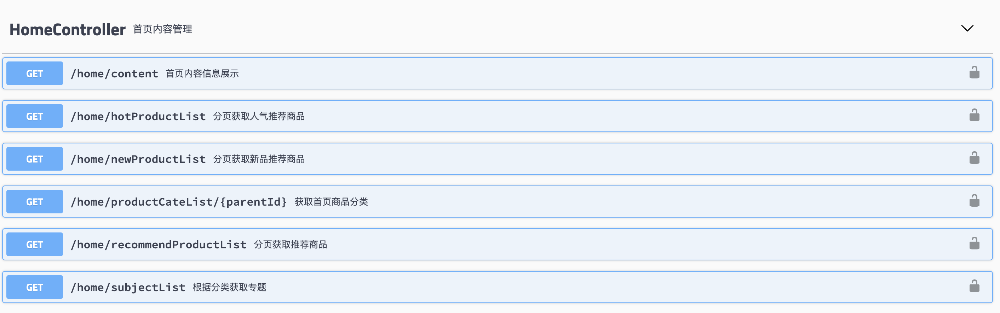 HomeController 首页内容管理
GET /home/content 首页内容信息展示
GET /home/hotProductList 分页获取人气推荐商品
GET /home/newProductList 分页获取新品推荐商品
GET /home/productCateList/{parentId} 获取首页商品分类
GET /home/recommendProductList 分页获取推荐商品
GET /home/subjectList 根据分类获取专题